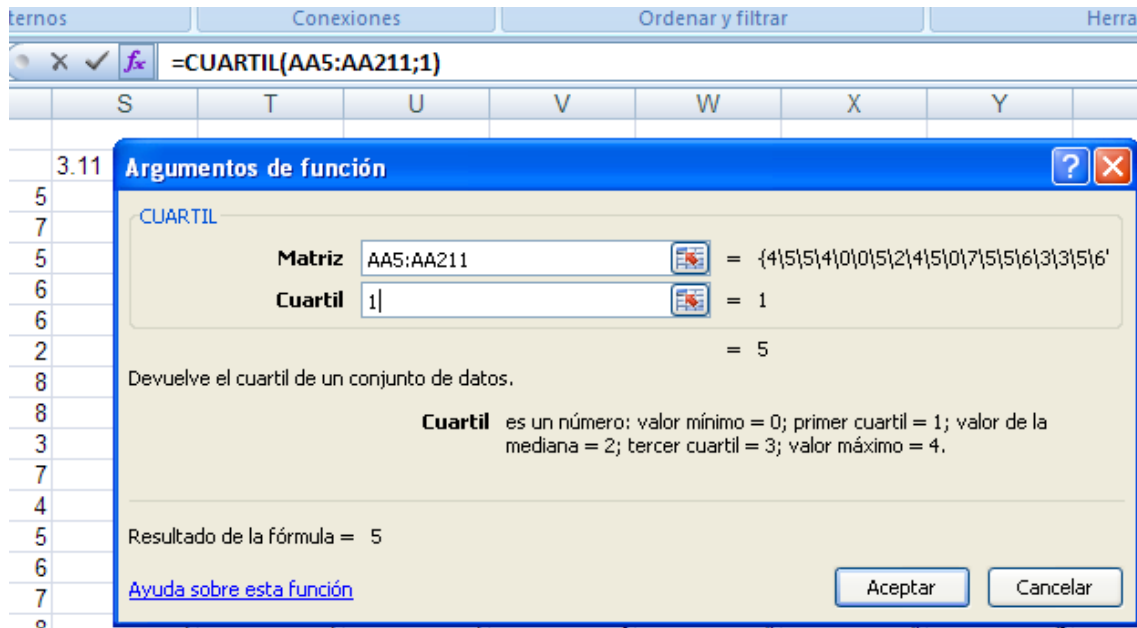 ternos Conexiones Ordenar y filtrar Herra
fx =CUARTIL(AA5:AA211;1)
S T U V W X Y
3.11 Argumentos de función ?
5
7 CUARTIL
5 Matriz AA5:AA211 = {4\5\5\4\0\0\5\2\4\5\0\7\5\5\6\3\3\5\6'
6 Cuartil 1 = 1
6
2 = 5
8 Devuelve el cuartil de un conjunto de datos.
8 Cuartil es un número: valor mínimo = 0; primer cuartil = 1; valor de la
3 mediana = 2; tercer cuartil = 3; valor máximo = 4.
7
4
5 Resultado de la fórmula = 5
6
7 Ayuda sobre esta función Aceptar Cancelar